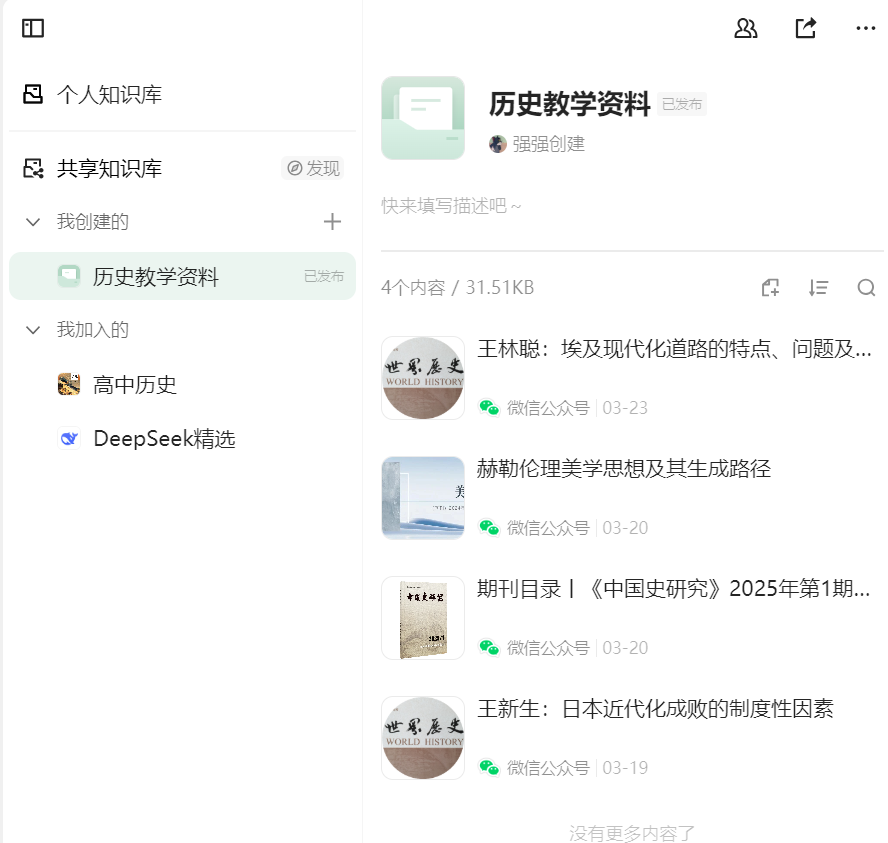 个人知识库
共享知识库
发现
我创建的
历史教学资料
已发布
我加入的
高中历史
DeepSeek精选
历史教学资料
已发布
强强创建
快来填写描述吧~
4个内容 / 31.51KB
世界历史
WORLD HISTORY
王林聪：埃及现代化道路的特点、问题及...
微信公众号
03-23
美
赫勒伦理美学思想及其生成路径
微信公众号
03-20
中国史研究
期刊目录丨《中国史研究》2025年第1期...
微信公众号
03-20
世界历史
WORLD HISTORY
王新生：日本近代化成败的制度性因素
微信公众号
03-19
没有更多内容了